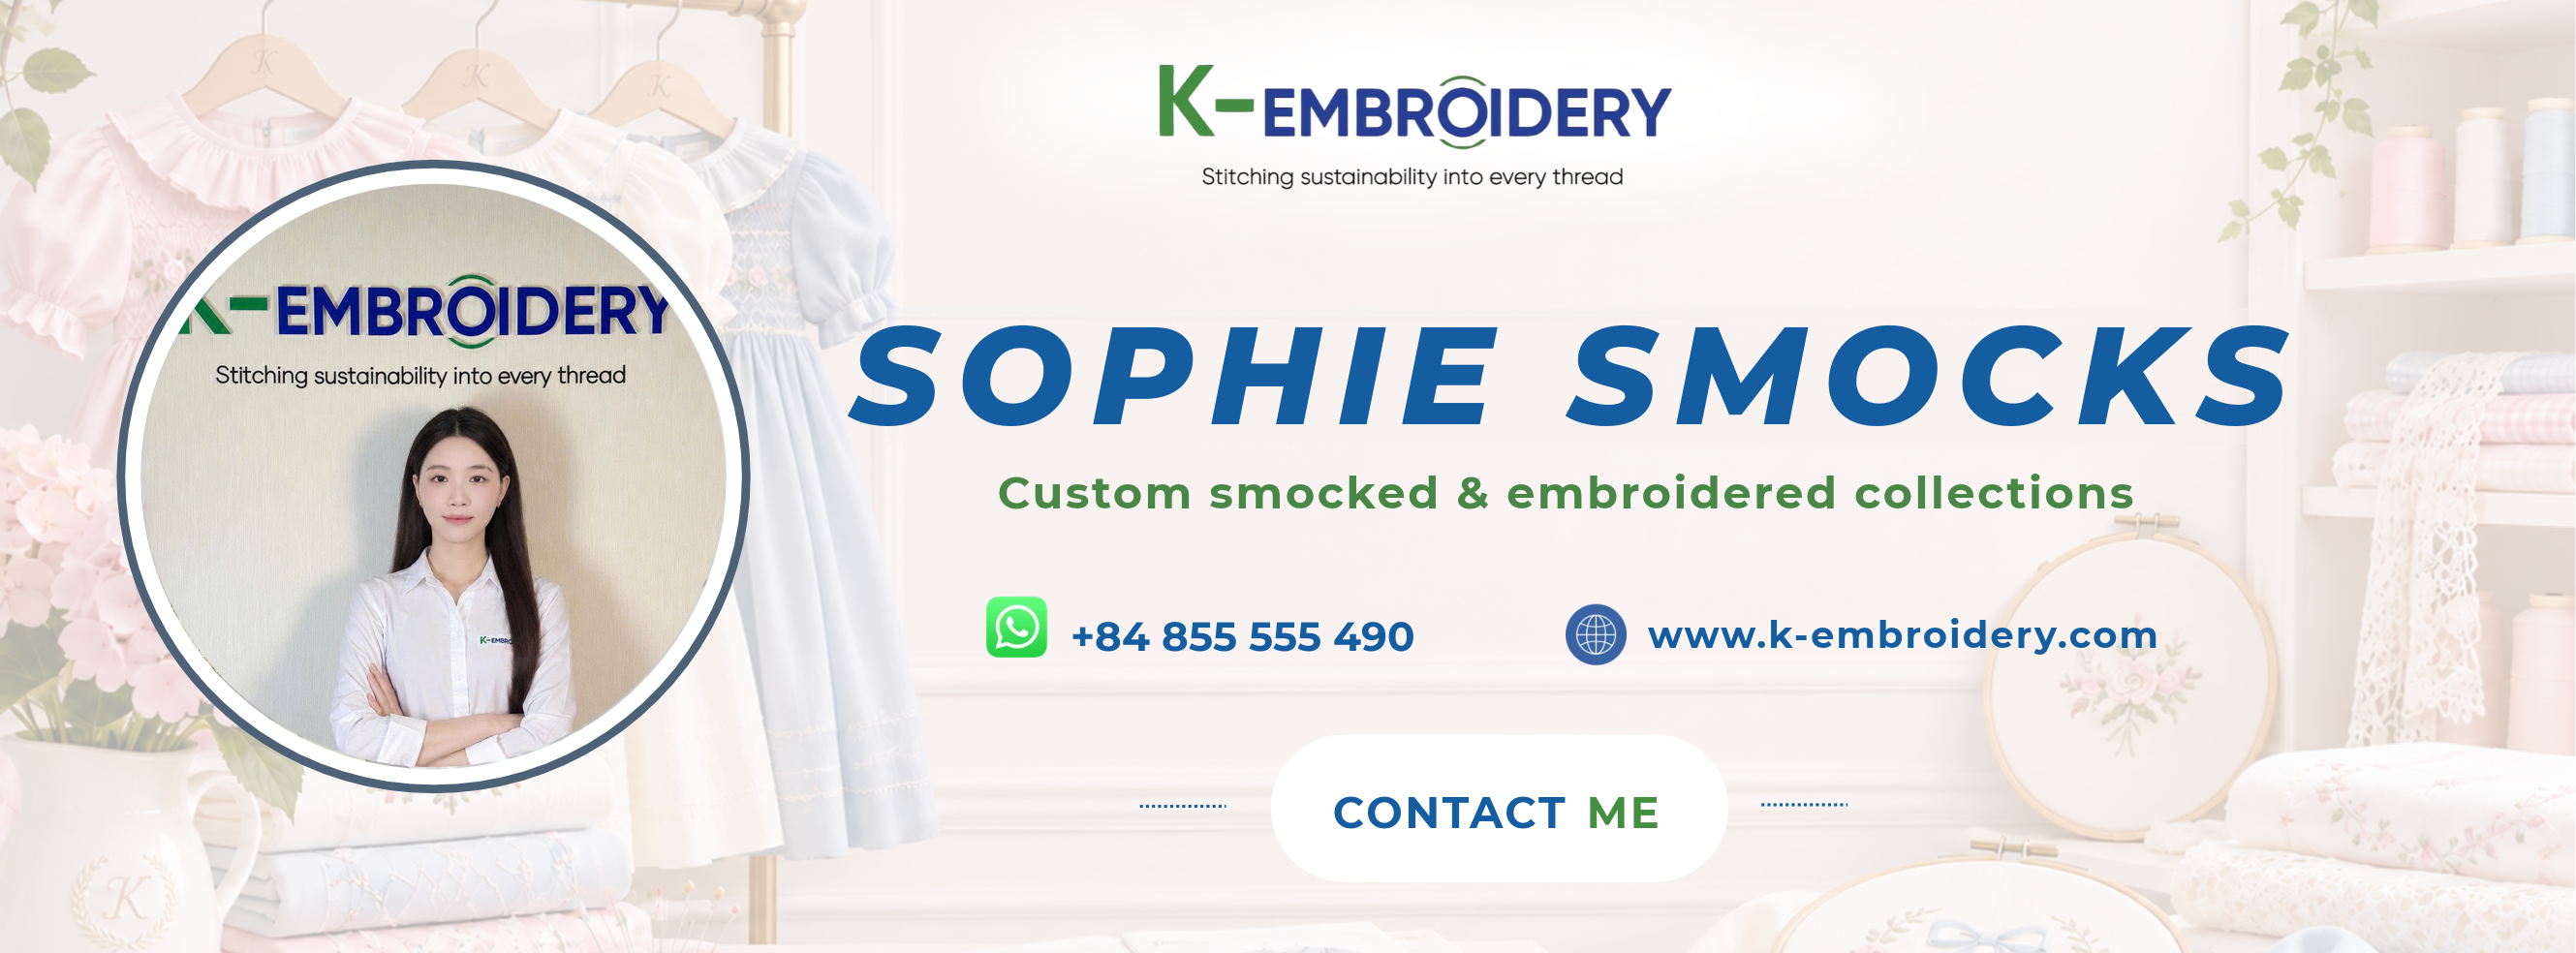 K
K
K
K-EMBROIDERY
Stitching sustainability into every thread
K-EMBROIDERY
Stitching sustainability into every thread
SOPHIE SMOCKS
Custom smocked & embroidered collections
K-EMBRO
+84 855 555 490
www.k-embroidery.com
CONTACT ME
K